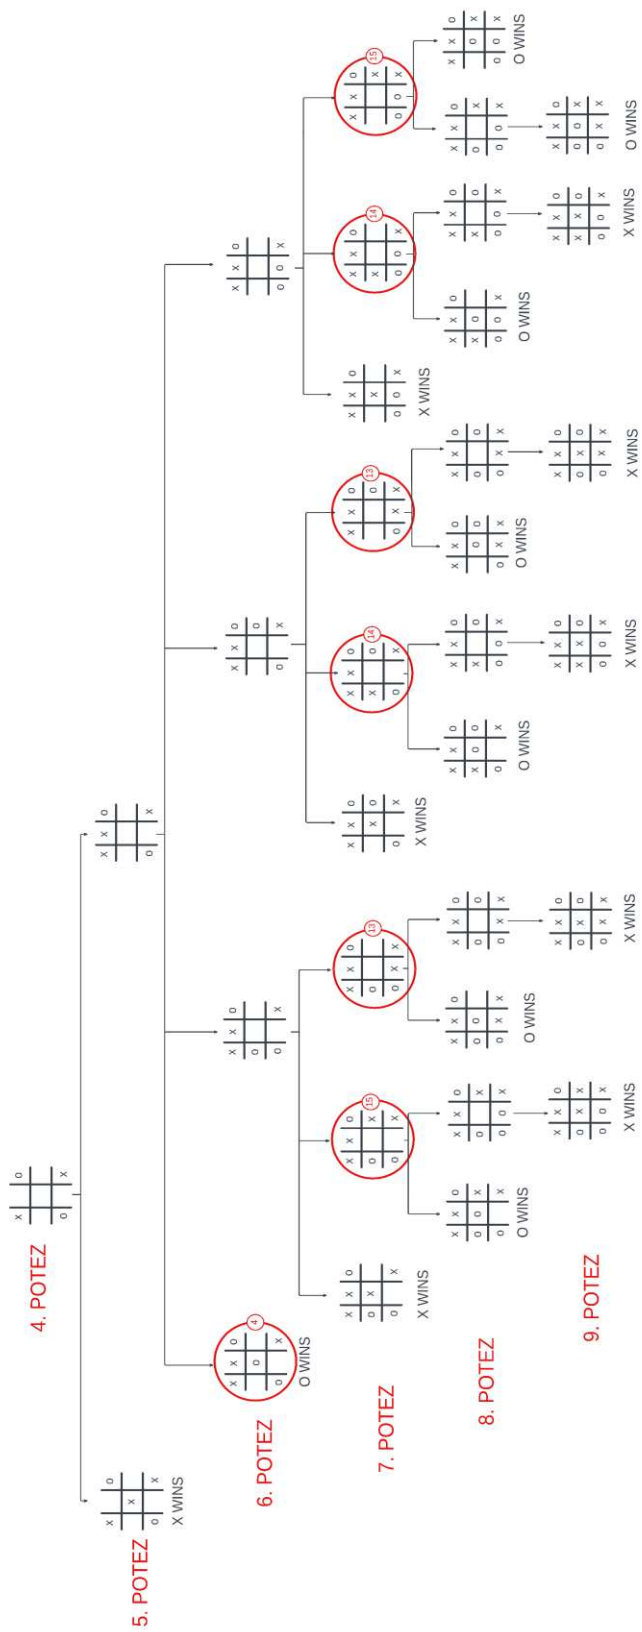 4. POTEZ
X O
O X
5. POTEZ
X O
X
O X
X WINS
X X O
O X
6. POTEZ
4
X X O
O
O X
O WINS
X X O
O
O X
X X O
O
O X
X X O
O O X
7. POTEZ
X X O
O X
O X
X WINS
15
X X O
O X
O X
13
X X O
O
O X X
X X O
X O
O X
X WINS
14
X X O
X O
O X
13
X X O
O
O X X
X X O
X
O O X
X WINS
14
X X O
X
O O X
15
X X O
X
O O X
8. POTEZ
X X O
O O X
O X
O WINS
X X O
O O
O X X
O WINS
X X O
O O
O X X
X X O
X O O
O X
O WINS
X X O
X O
O O X
X X O
O O
O X X
O WINS
X X O
O O
O X X
X X O
X O
O O X
O WINS
X X O
X O
O O X
O WINS
9. POTEZ
X X O
O X X
O O X
X WINS
X X O
O X O
O X X
X WINS
X X O
X X O
O O X
X WINS
X X O
O X O
O X X
X WINS
X X O
X X O
O O X
X WINS
O WINS